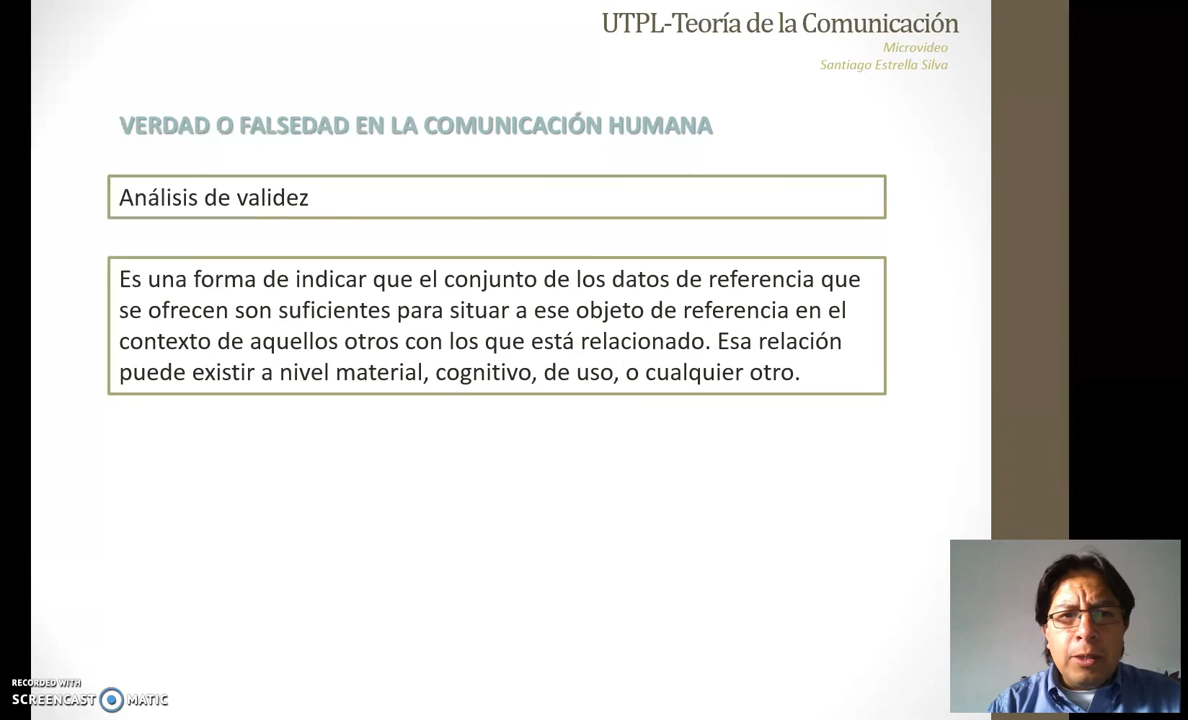 UTPL-Teoría de la Comunicación
Microvideo
Santiago Estrella Silva
VERDAD O FALSEDAD EN LA COMUNICACIÓN HUMANA
Análisis de validez
Es una forma de indicar que el conjunto de los datos de referencia que
se ofrecen son suficientes para situar a ese objeto de referencia en el
contexto de aquellos otros con los que está relacionado. Esa relación
puede existir a nivel material, cognitivo, de uso, o cualquier otro.
RECORDED WITH
SCREENCAST MATIC